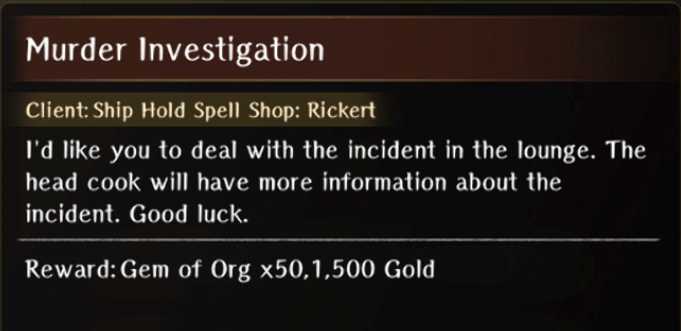 Murder Investigation
Client: Ship Hold Spell Shop: Rickert
I'd like you to deal with the incident in the lounge. The
head cook will have more information about the
incident. Good luck.
Reward: Gem of Org x50,1,500 Gold